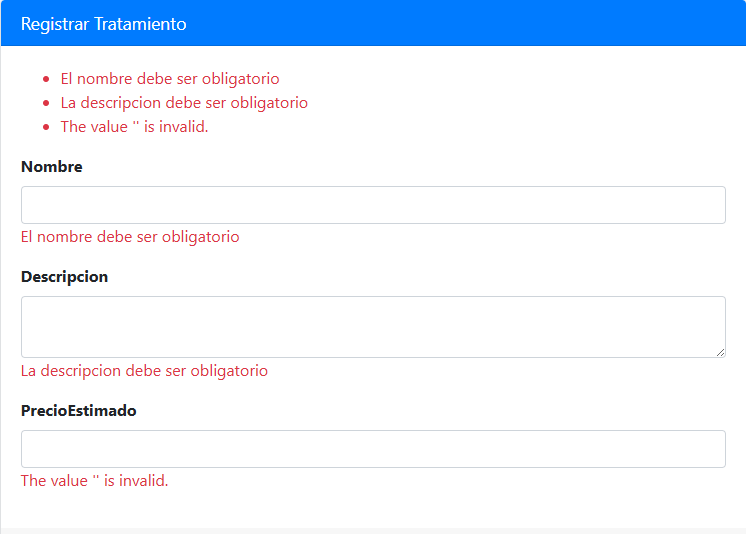 Registrar Tratamiento
El nombre debe ser obligatorio
La descripcion debe ser obligatorio
The value '' is invalid.
Nombre
El nombre debe ser obligatorio
Descripcion
La descripcion debe ser obligatorio
PrecioEstimado
The value '' is invalid.